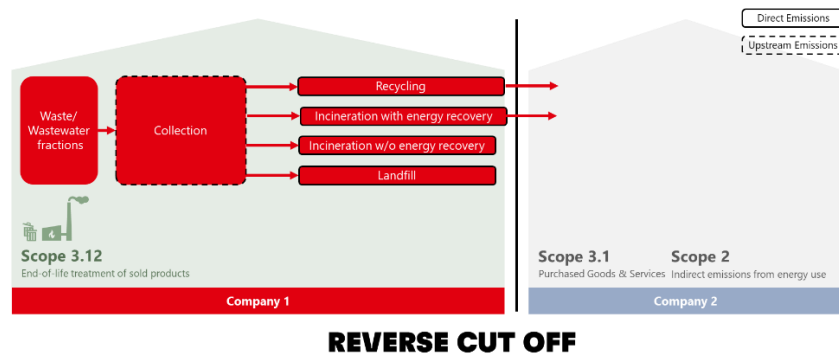 Direct Emissions
Upstream Emissions
Waste/
Wastewater
fractions
Collection
Recycling
Incineration with energy recovery
Incineration w/o energy recovery
Landfill
Scope 3.12
End-of-life treatment of sold products
Scope 3.1
Purchased Goods & Services
Scope 2
Indirect emissions from energy use
Company 1
Company 2
REVERSE CUT OFF